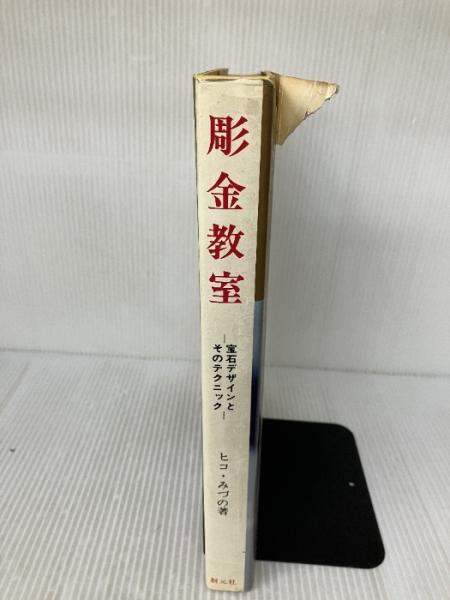 彫金教室
―宝石デザインと
そのテクニック―
ヒコ・みづの著
創元社